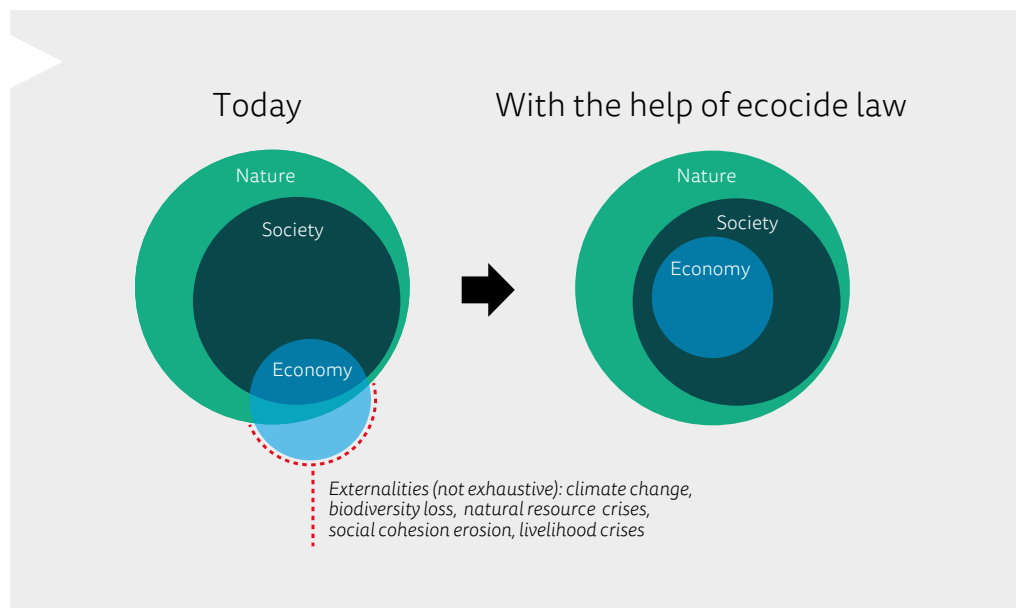 Today
With the help of ecocide law
Nature
Society
Economy
Nature
Society
Economy
Externalities (not exhaustive): climate change,
biodiversity loss, natural resource crises,
social cohesion erosion, livelihood crises